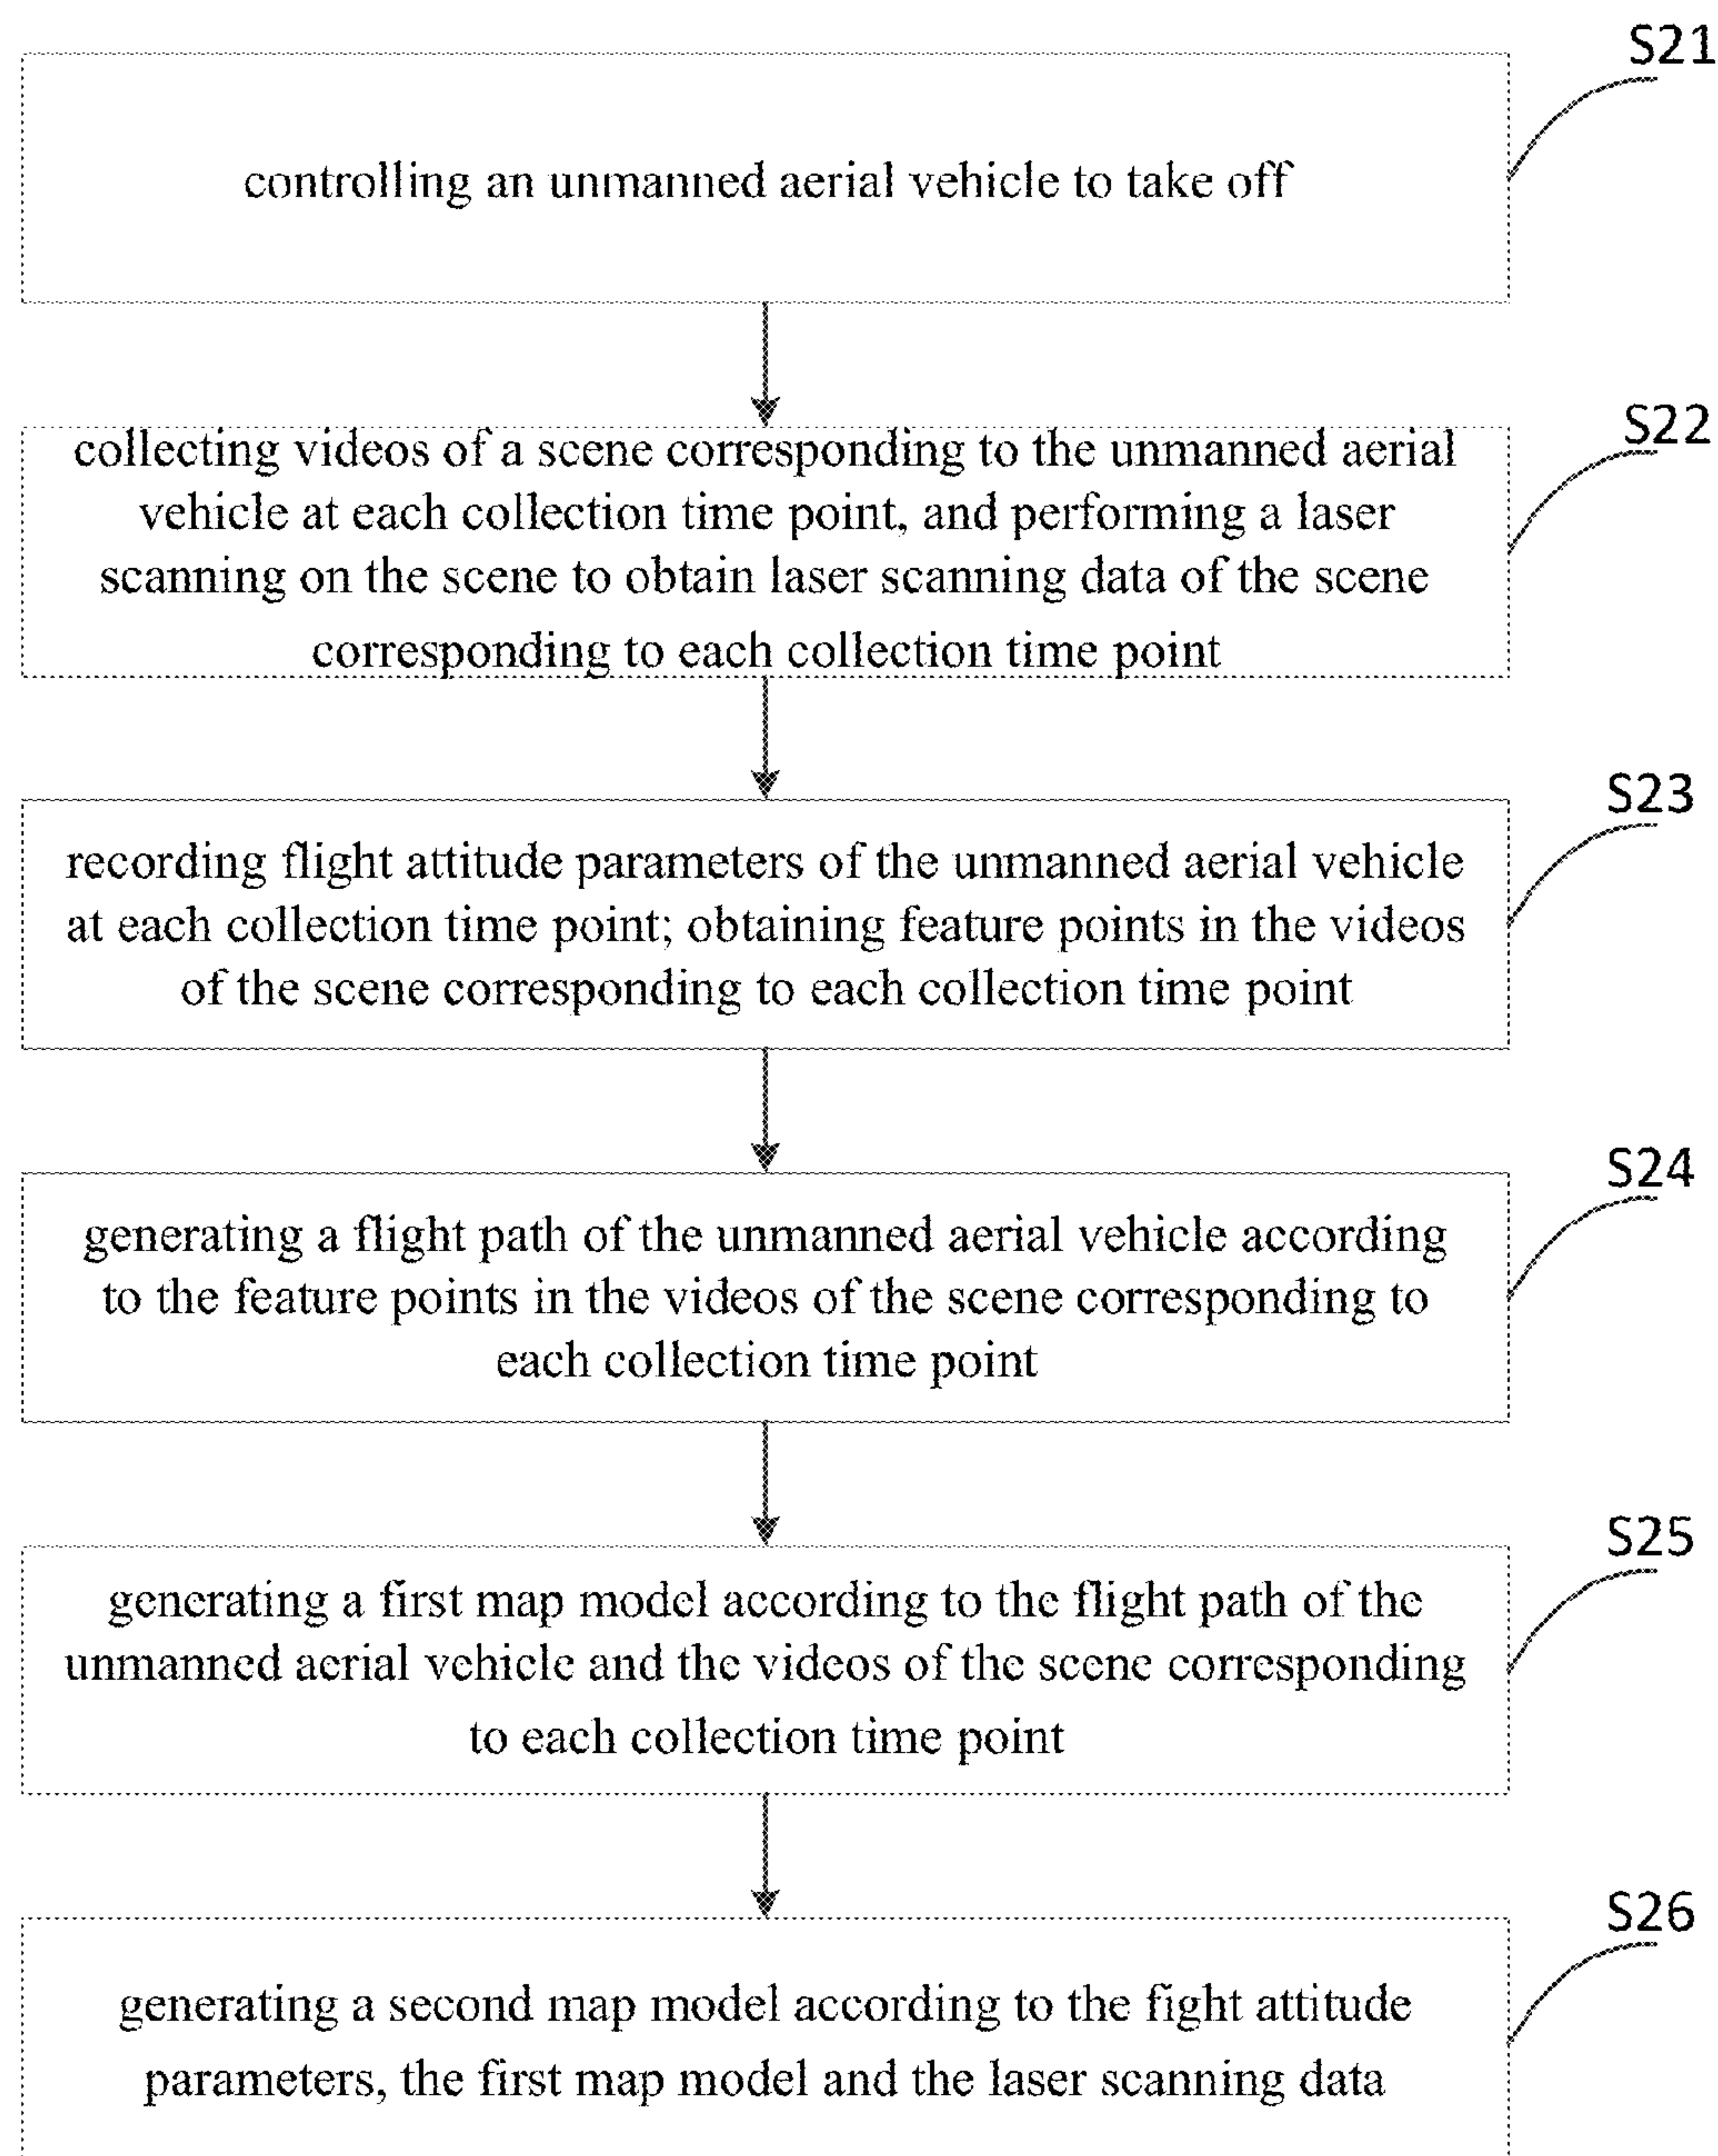 S21
controlling an unmanned aerial vehicle to take off
S22
collecting videos of a scene corresponding to the unmanned aerial
vehicle at each collection time point, and performing a laser
scanning on the scene to obtain laser scanning data of the scene
corresponding to each collection time point
S23
recording flight attitude parameters of the unmanned aerial vehicle
at each collection time point; obtaining feature points in the videos
of the scene corresponding to each collection time point
S24
generating a flight path of the unmanned aerial vehicle according
to the feature points in the videos of the scene corresponding to
each collection time point
S25
generating a first map model according to the flight path of the
unmanned aerial vehicle and the videos of the scene corresponding
to each collection time point
S26
generating a second map model according to the fight attitude
parameters, the first map model and the laser scanning data